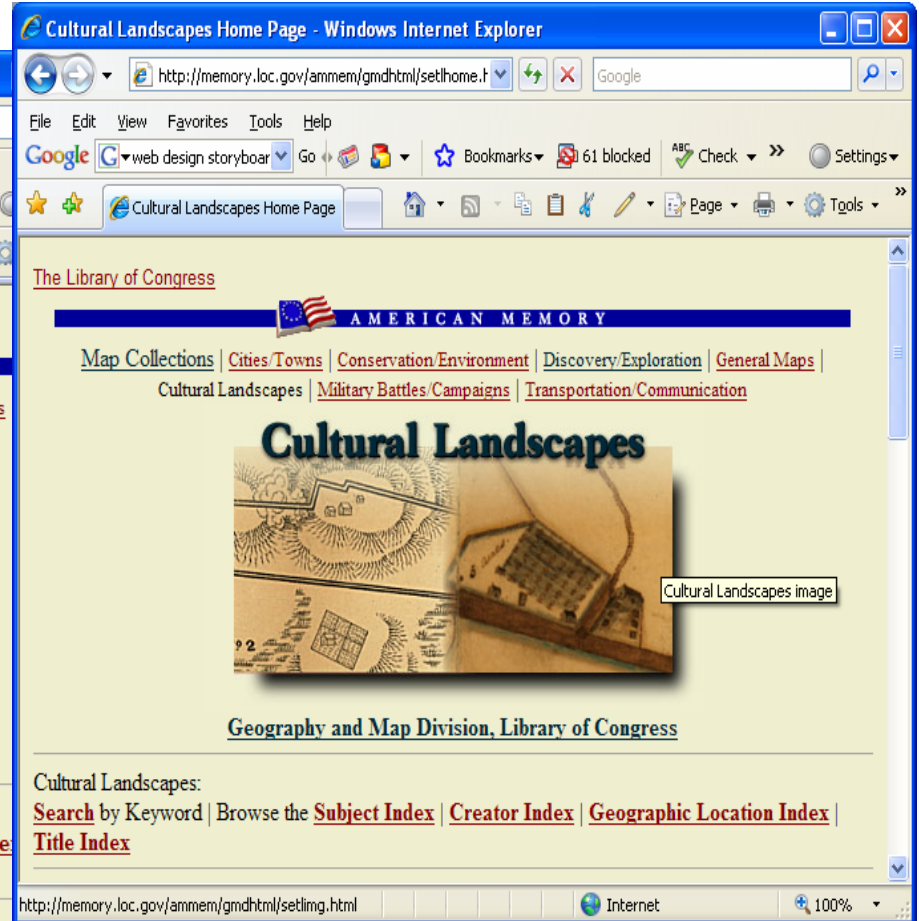 Cultural Landscapes Home Page - Windows Internet Explorer
http://memory.loc.gov/ammem/gmdhtml/setlhome.h
Google
File Edit View Favorites Tools Help
Google G web design storyboar Go Bookmarks 61 blocked ABC Check » Settings
Cultural Landscapes Home Page Page Tools »
The Library of Congress
AMERICAN MEMORY
Map Collections | Cities/Towns | Conservation/Environment | Discovery/Exploration | General Maps |
Cultural Landscapes | Military Battles/Campaigns | Transportation/Communication
Cultural Landscapes
Cultural Landscapes image
Geography and Map Division, Library of Congress
Cultural Landscapes:
Search by Keyword | Browse the Subject Index | Creator Index | Geographic Location Index |
Title Index
http://memory.loc.gov/ammem/gmdhtml/setlimg.html Internet 100%